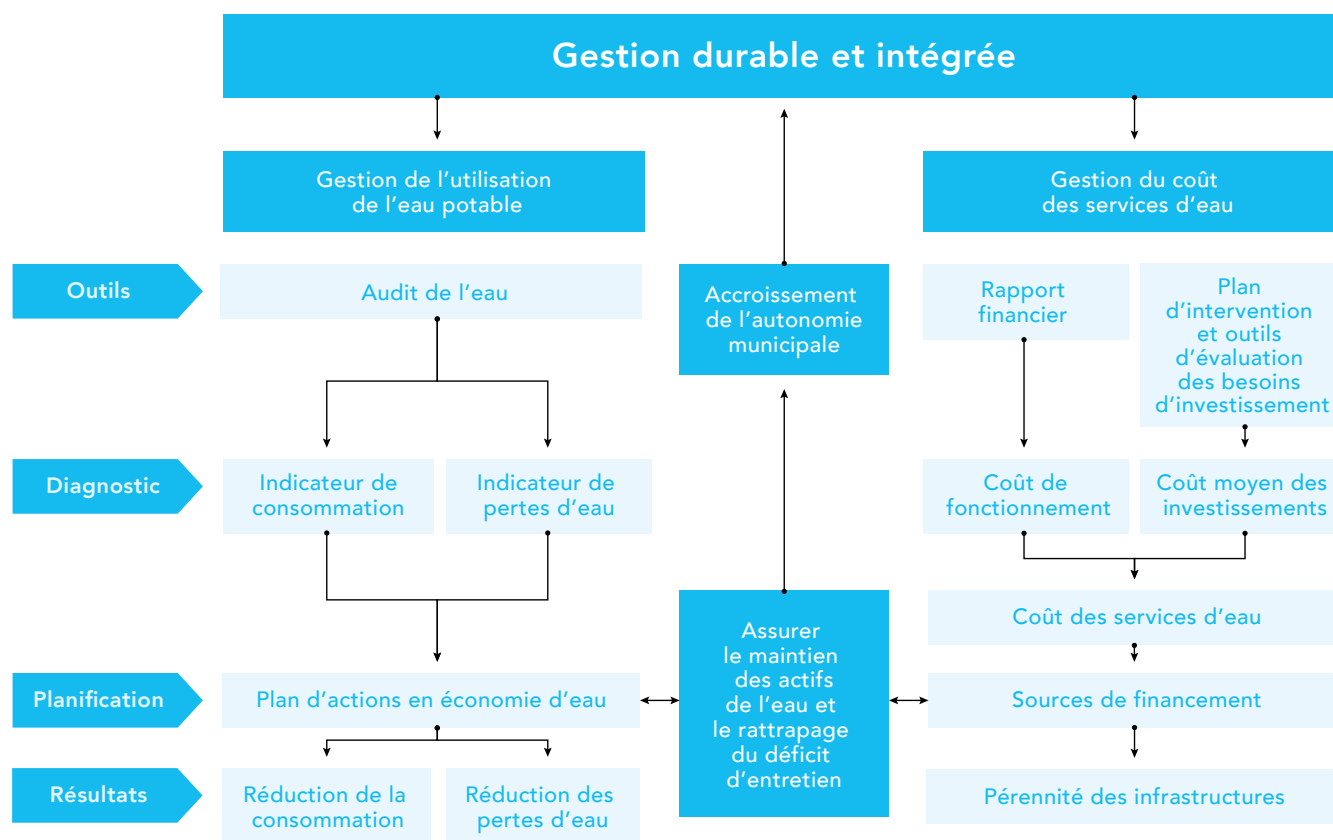 Gestion durable et intégrée
Gestion de l'utilisation
de l'eau potable
Gestion du coût
des services d'eau
Outils
Audit de l'eau
Accroissement
de l'autonomie
municipale
Rapport
financier
Plan
d'intervention
et outils
d'évaluation
des besoins
d'investissement
Diagnostic
Indicateur de
consommation
Indicateur de
pertes d'eau
Coût de
fonctionnement
Coût moyen des
investissements
Assurer
le maintien
des actifs
de l'eau et
le rattrapage
du déficit
d'entretien
Coût des services d'eau
Planification
Plan d'actions en économie d'eau
Sources de financement
Résultats
Réduction de la
consommation
Réduction des
pertes d'eau
Pérennité des infrastructures